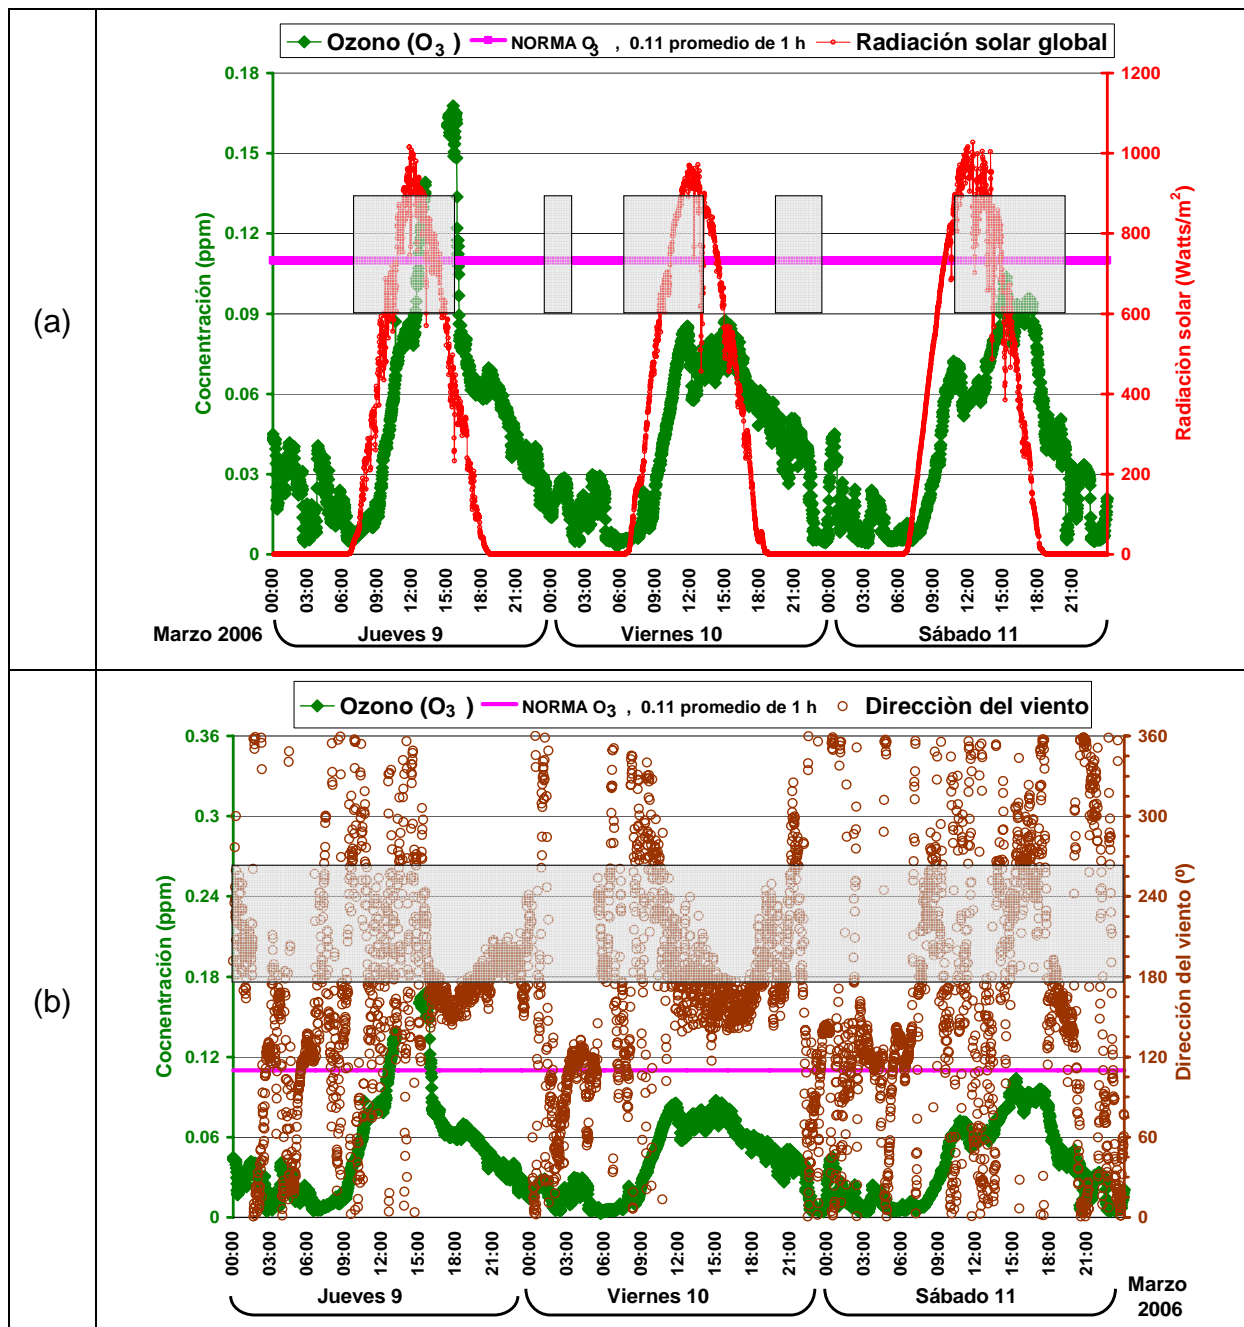 (a)
Ozono (O3 ) NORMA O3 , 0.11 promedio de 1 h Radiación solar global
Cocnentración (ppm)
0.18
0.15
0.12
0.09
0.06
0.03
0
Radiaciòn solar (Watts/m2)
1200
1000
800
600
400
200
0
00:00 03:00 06:00 09:00 12:00 15:00 18:00 21:00 00:00 03:00 06:00 09:00 12:00 15:00 18:00 21:00 00:00 03:00 06:00 09:00 12:00 15:00 18:00 21:00
Marzo 2006 Jueves 9 Viernes 10 Sábado 11
(b)
Ozono (O3 ) NORMA O3 , 0.11 promedio de 1 h Direcciòn del viento
Cocnentración (ppm)
0.36
0.3
0.24
0.18
0.12
0.06
0
Dirección del viento (º)
360
300
240
180
120
60
0
00:00 03:00 06:00 09:00 12:00 15:00 18:00 21:00 00:00 03:00 06:00 09:00 12:00 15:00 18:00 21:00 00:00 03:00 06:00 09:00 12:00 15:00 18:00 21:00
Jueves 9 Viernes 10 Sábado 11 Marzo
2006